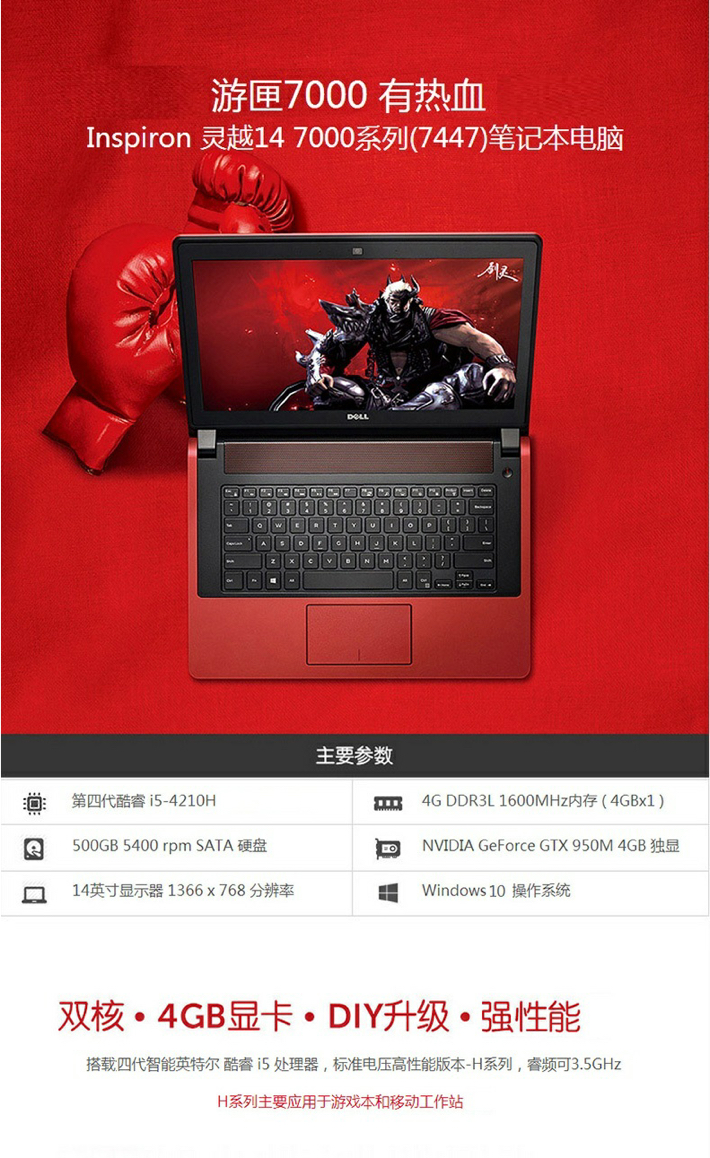 游匣7000 有热血
Inspiron 灵越14 7000系列(7447)笔记本电脑
剑灵
DELL
主要参数
第四代酷睿 i5-4210H
4G DDR3L 1600MHz内存 ( 4GBx1 )
500GB 5400 rpm SATA 硬盘
NVIDIA GeForce GTX 950M 4GB 独显
14英寸显示器 1366 x 768 分辨率
Windows10 操作系统
双核 • 4GB显卡 • DIY升级 • 强性能
搭载四代智能英特尔 酷睿 i5 处理器，标准电压高性能版本-H系列，睿频可3.5GHz
H系列主要应用于游戏本和移动工作站